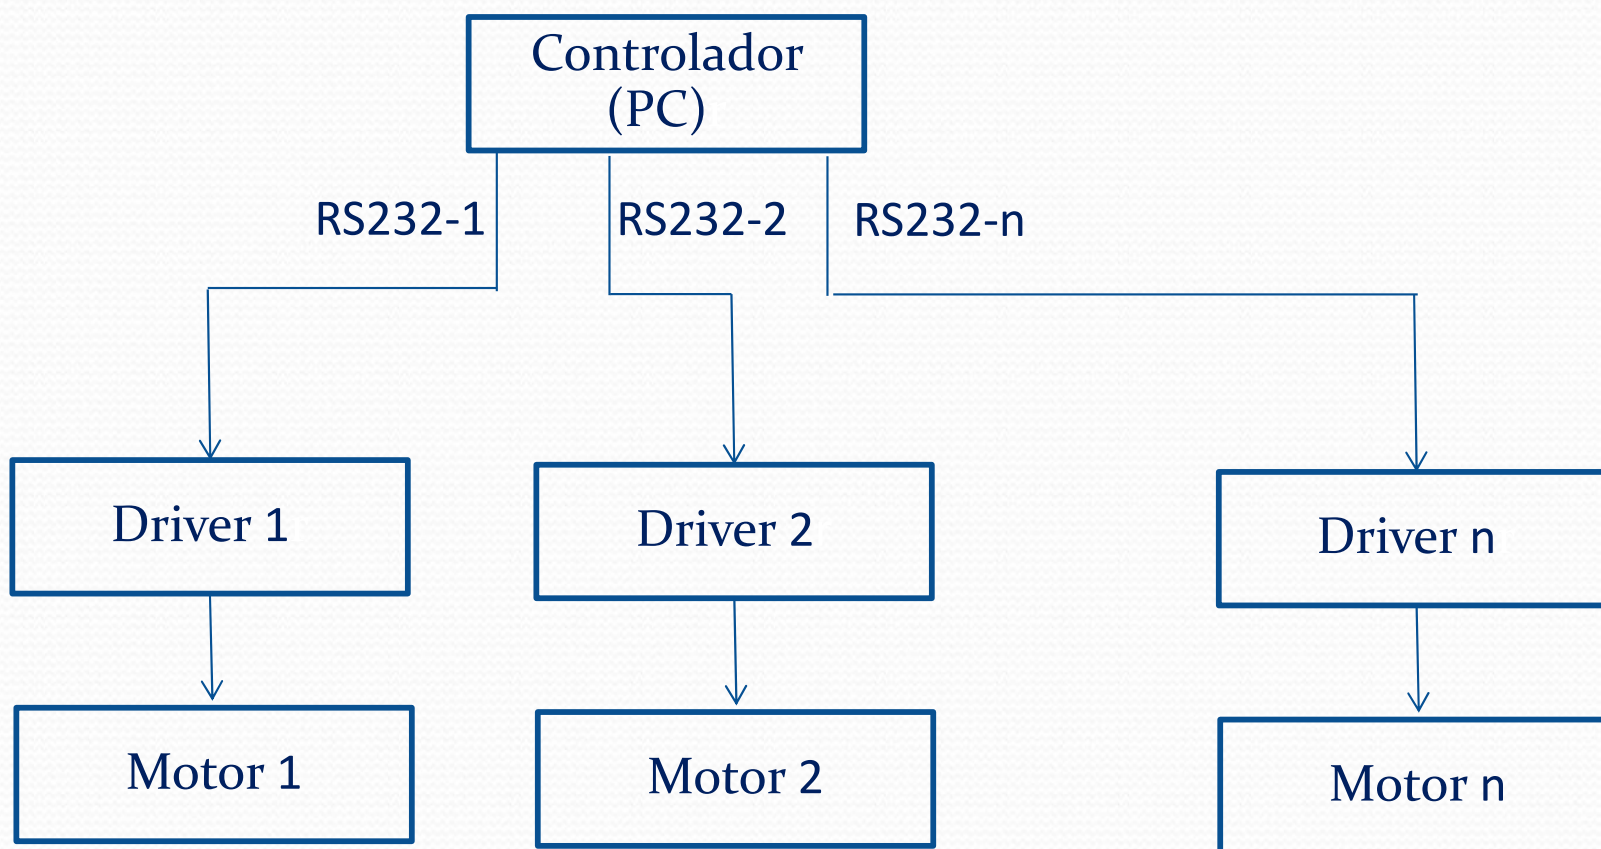 Controlador
(PC)
RS232-1
RS232-2
RS232-n
Driver 1
Driver 2
Driver n
Motor 1
Motor 2
Motor n